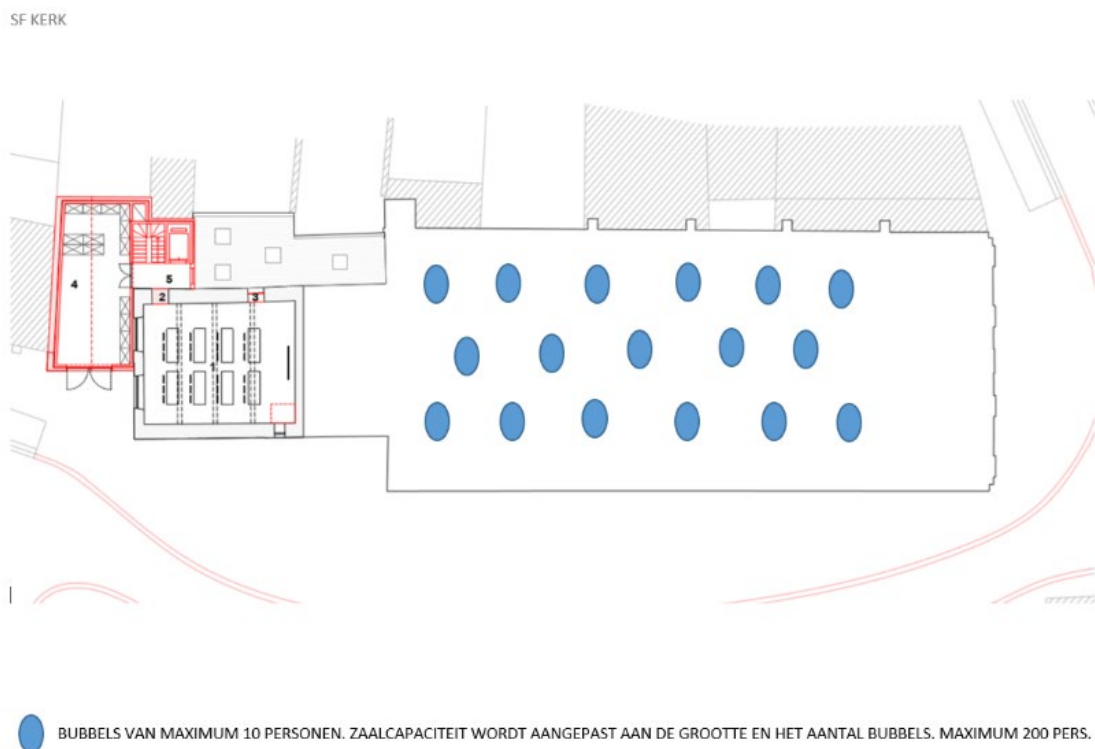 SF KERK
4
5
2
3
1
BUBBELS VAN MAXIMUM 10 PERSONEN. ZAALCAPACITEIT WORDT AANGEPAST AAN DE GROOTTE EN HET AANTAL BUBBELS. MAXIMUM 200 PERS.